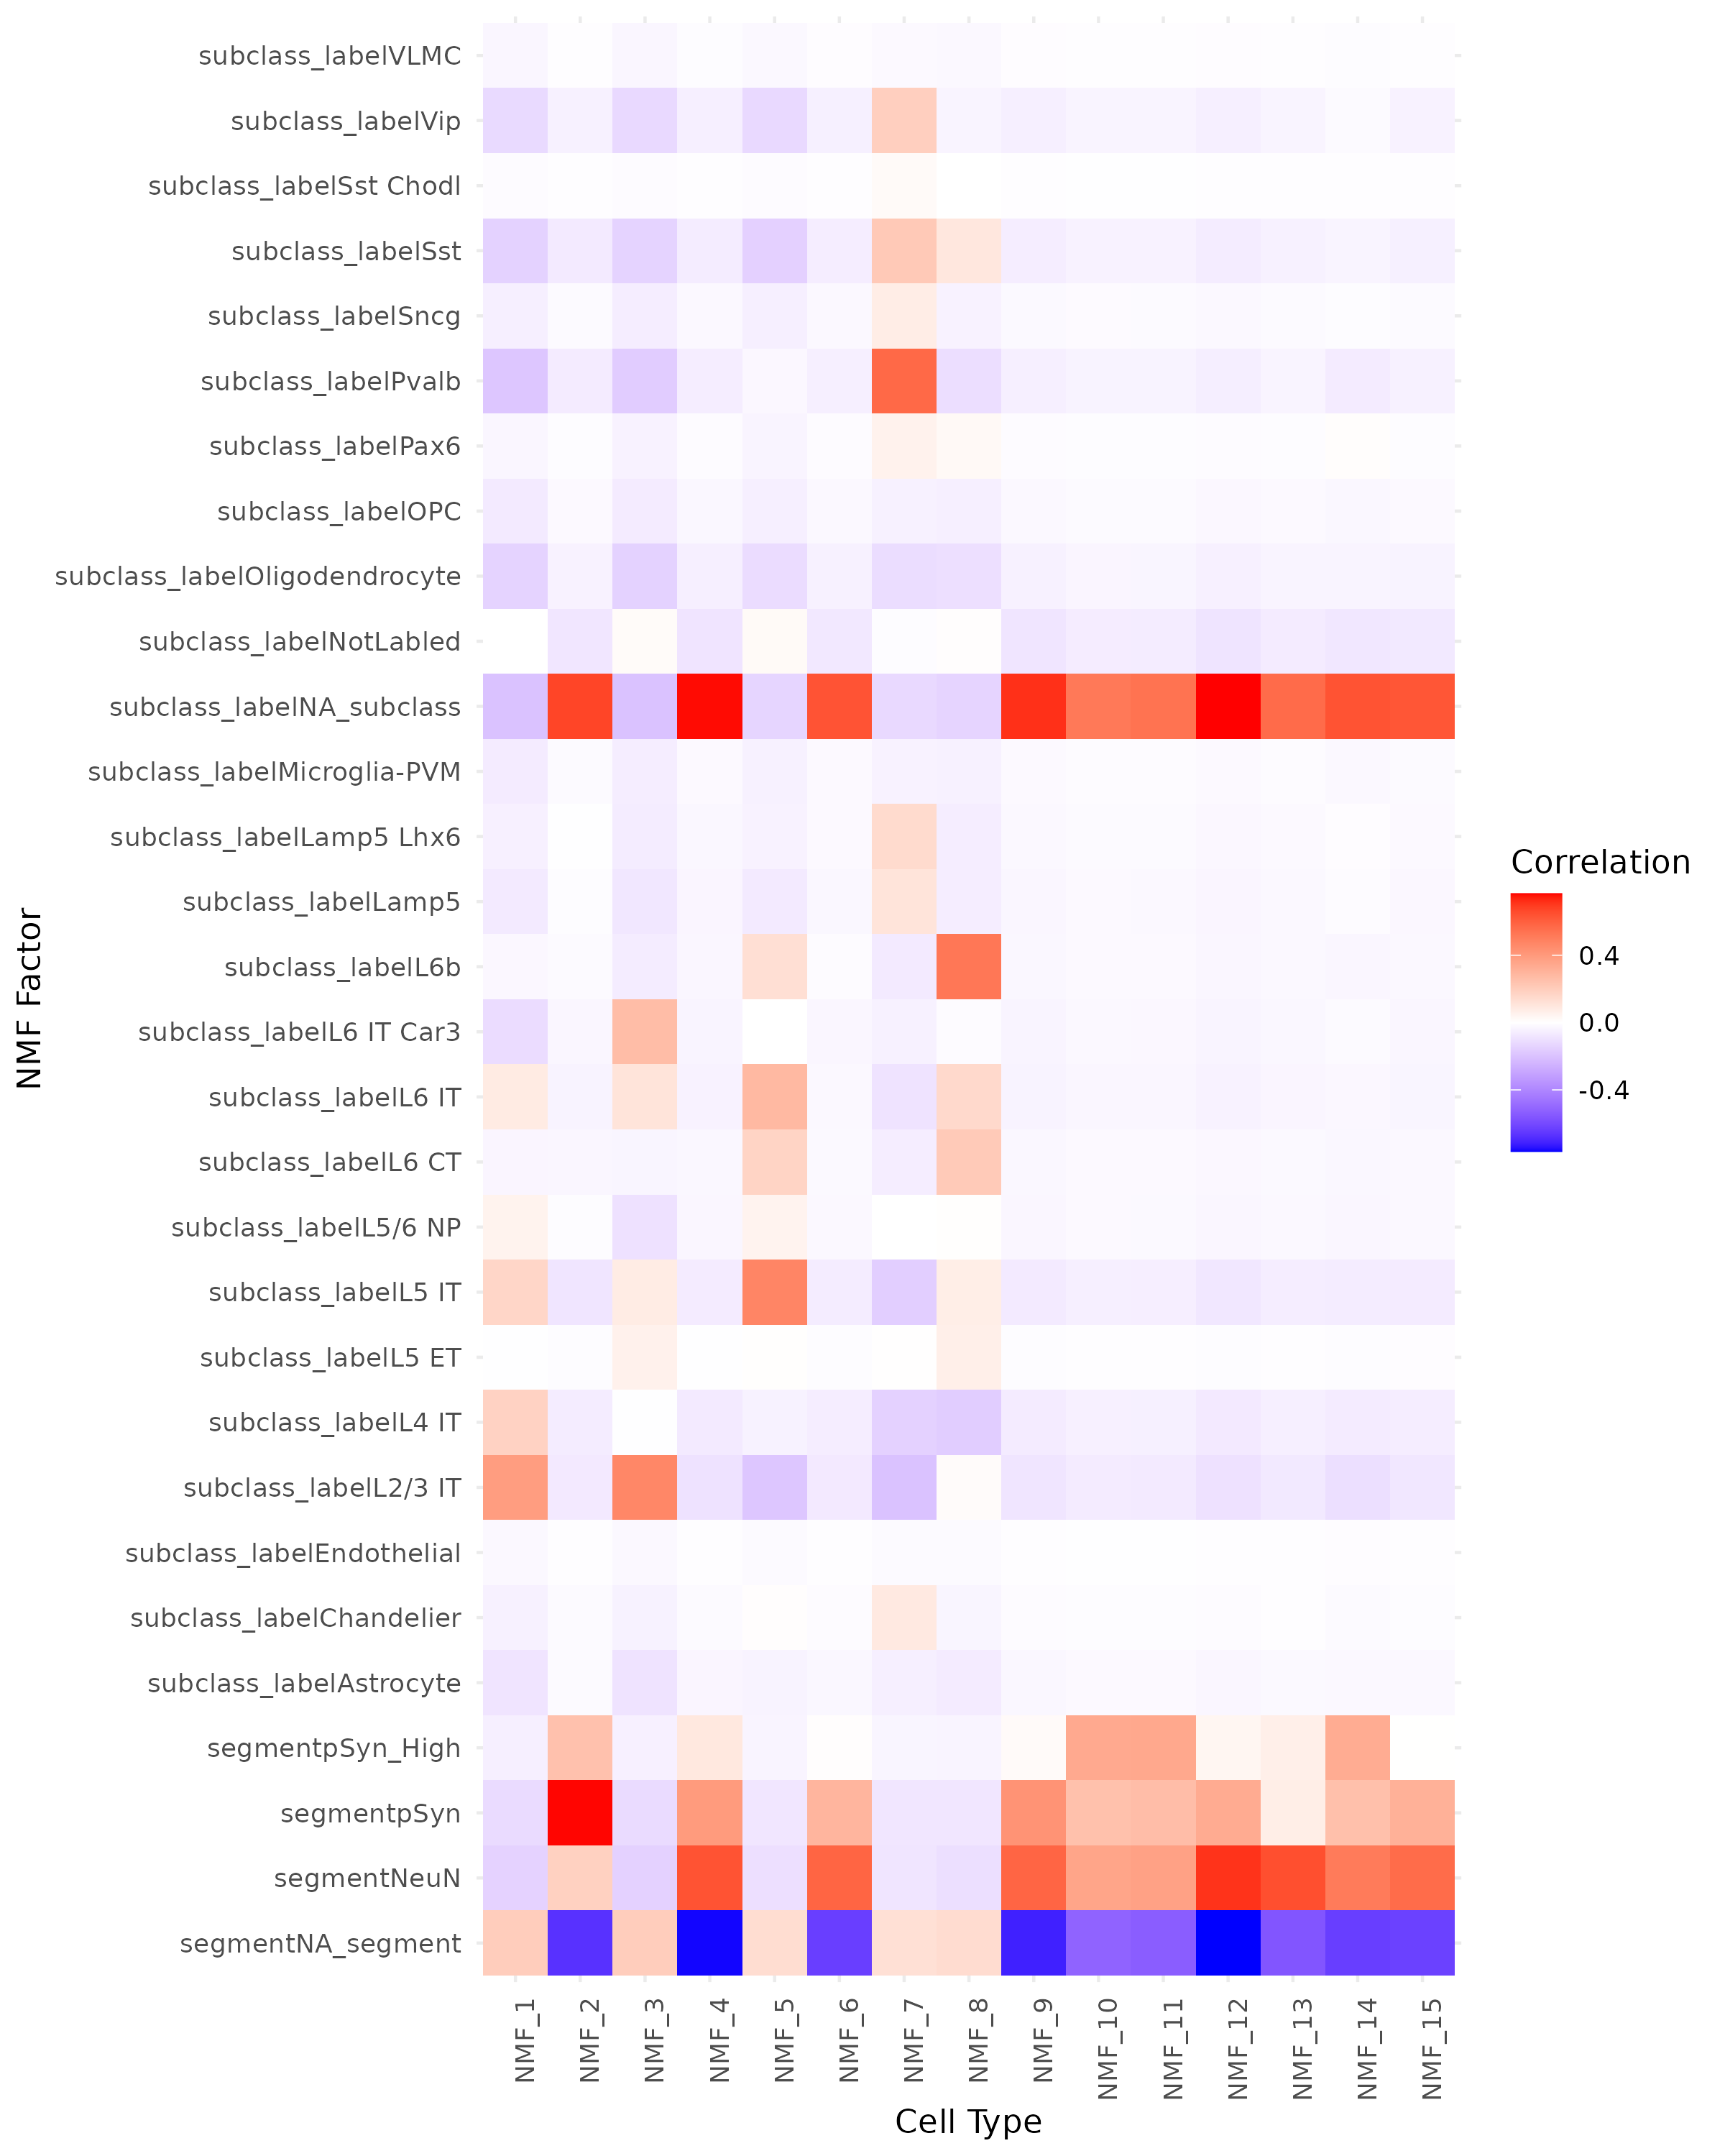 subclass_labelVLMC
subclass_labelVip
subclass_labelSst Chodl
subclass_labelSst
subclass_labelSncg
subclass_labelPvalb
subclass_labelPax6
subclass_labelOPC
subclass_labelOligodendrocyte
subclass_labelNotLabled
subclass_labelNA_subclass
subclass_labelMicroglia-PVM
subclass_labelLamp5 Lhx6
subclass_labelLamp5
subclass_labelL6b
subclass_labelL6 IT Car3
subclass_labelL6 IT
subclass_labelL6 CT
subclass_labelL5/6 NP
subclass_labelL5 IT
subclass_labelL5 ET
subclass_labelL4 IT
subclass_labelL2/3 IT
subclass_labelEndothelial
subclass_labelChandelier
subclass_labelAstrocyte
segmentpSyn_High
segmentpSyn
segmentNeuN
segmentNA_segment
NMF Factor
NMF_1
NMF_2
NMF_3
NMF_4
NMF_5
NMF_6
NMF_7
NMF_8
NMF_9
NMF_10
NMF_11
NMF_12
NMF_13
NMF_14
NMF_15
Cell Type
Correlation
0.4
0.0
-0.4